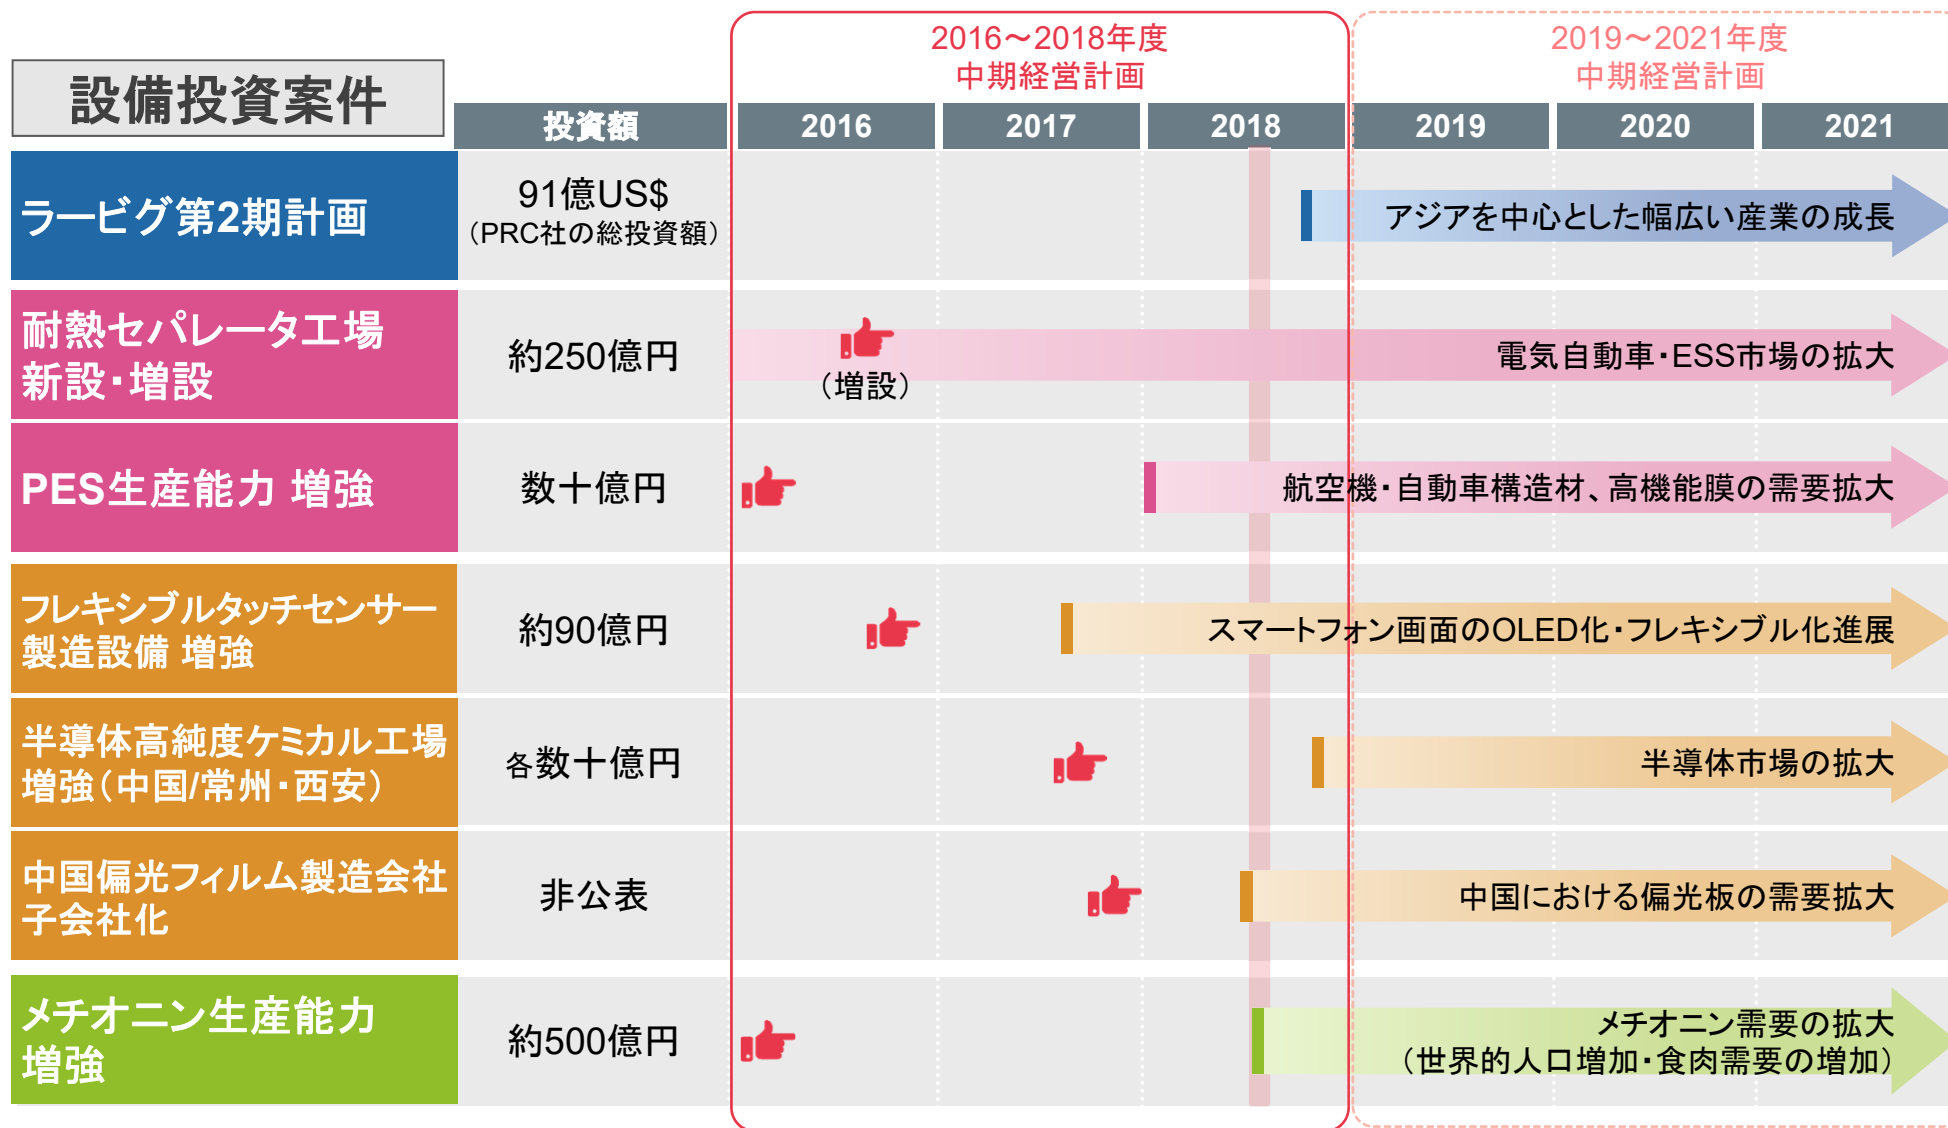 2016～2018年度
中期経営計画
2019～2021年度
中期経営計画
設備投資案件
投資額
2016
2017
2018
2019
2020
2021
ラービグ第2期計画
91億US$
（PRC社の総投資額）
アジアを中心とした幅広い産業の成長
耐熱セパレータ工場
新設・増設
約250億円
（増設）
電気自動車・ESS市場の拡大
PES生産能力 増強
数十億円
航空機・自動車構造材、高機能膜の需要拡大
フレキシブルタッチセンサー
製造設備 増強
約90億円
スマートフォン画面のOLED化・フレキシブル化進展
半導体高純度ケミカル工場
増強（中国/常州・西安）
各数十億円
半導体市場の拡大
中国偏光フィルム製造会社
子会社化
非公表
中国における偏光板の需要拡大
メチオニン生産能力
増強
約500億円
メチオニン需要の拡大
（世界的人口増加・食肉需要の増加）